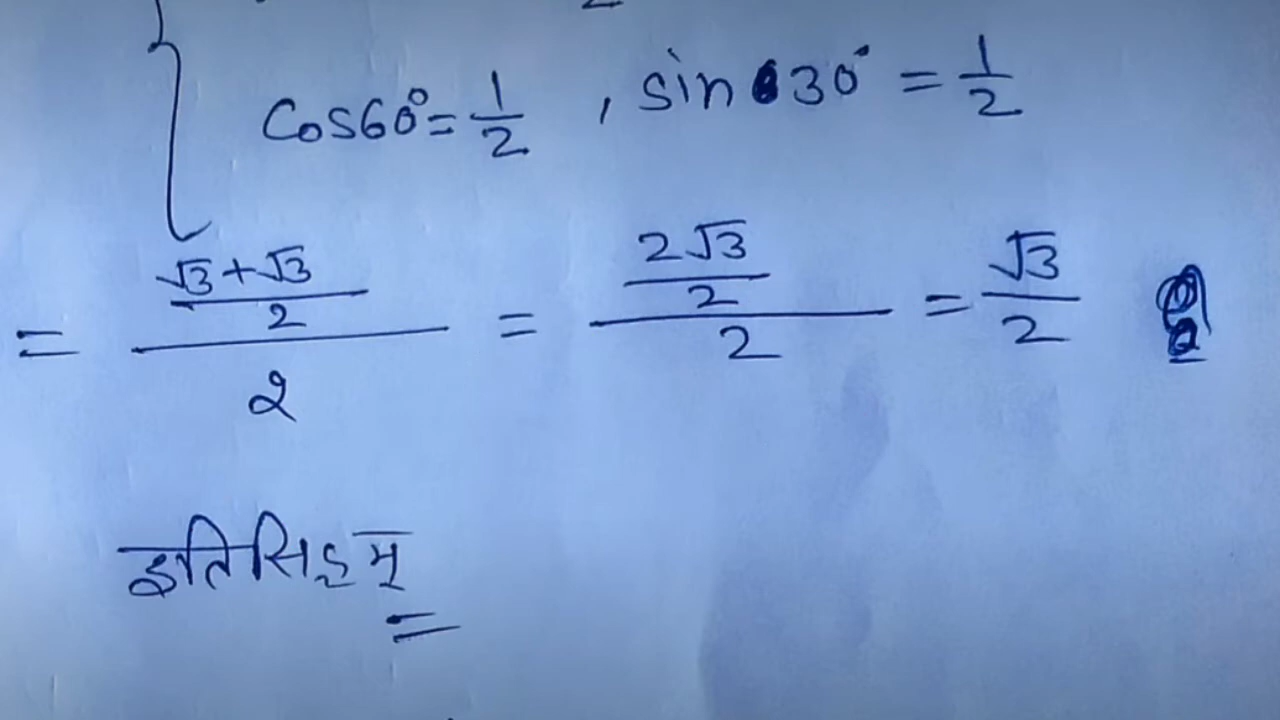 cos60° = 1/2 , sin 30° = 1/2
= ((√3+√3)/2)/2 = (2√3/2)/2 = √3/2
इतिसिद्धम्